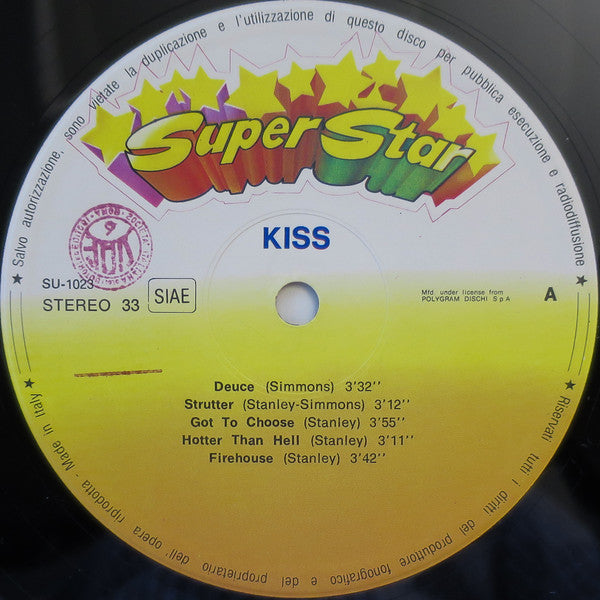 ★ Salvo autorizzazione, sono vietate la duplicazione e l'utilizzazione di questo disco per pubblica esecuzione e radiodiffusione ★
Super Star
KISS
SU-1023
STEREO 33
SIAE
Mfd. under license from
POLYGRAM DISCHI S p A
A
Deuce (Simmons) 3'32''
Strutter (Stanley-Simmons) 3'12''
Got To Choose (Stanley) 3'55''
Hotter Than Hell (Stanley) 3'11''
Firehouse (Stanley) 3'42''
★ Riservati tutti i diritti del produttore fonografico e del proprietario dell'opera riprodotta - Made in Italy ★